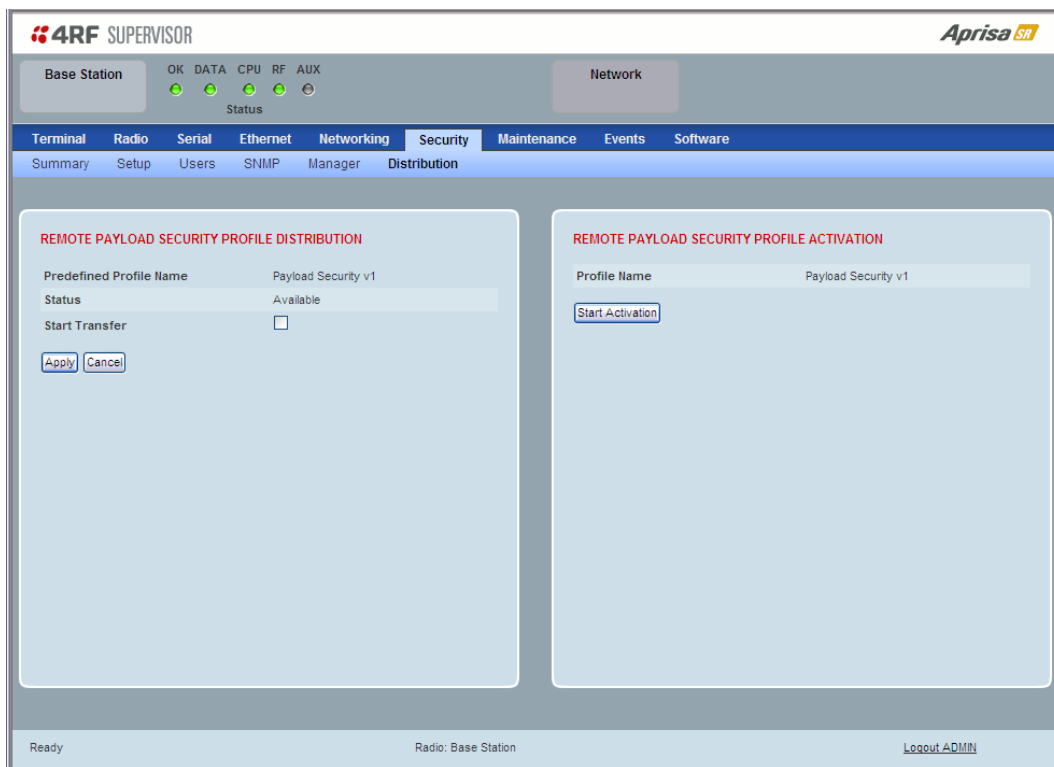 4RF SUPERVISOR
Aprisa SR
Base Station
OK DATA CPU RF AUX
Status
Network
Terminal Radio Serial Ethernet Networking Security Maintenance Events Software
Summary Setup Users SNMP Manager Distribution
REMOTE PAYLOAD SECURITY PROFILE DISTRIBUTION
Predefined Profile Name Payload Security v1
Status Available
Start Transfer
Apply Cancel
REMOTE PAYLOAD SECURITY PROFILE ACTIVATION
Profile Name Payload Security v1
Start Activation
Ready Radio: Base Station Logout ADMIN